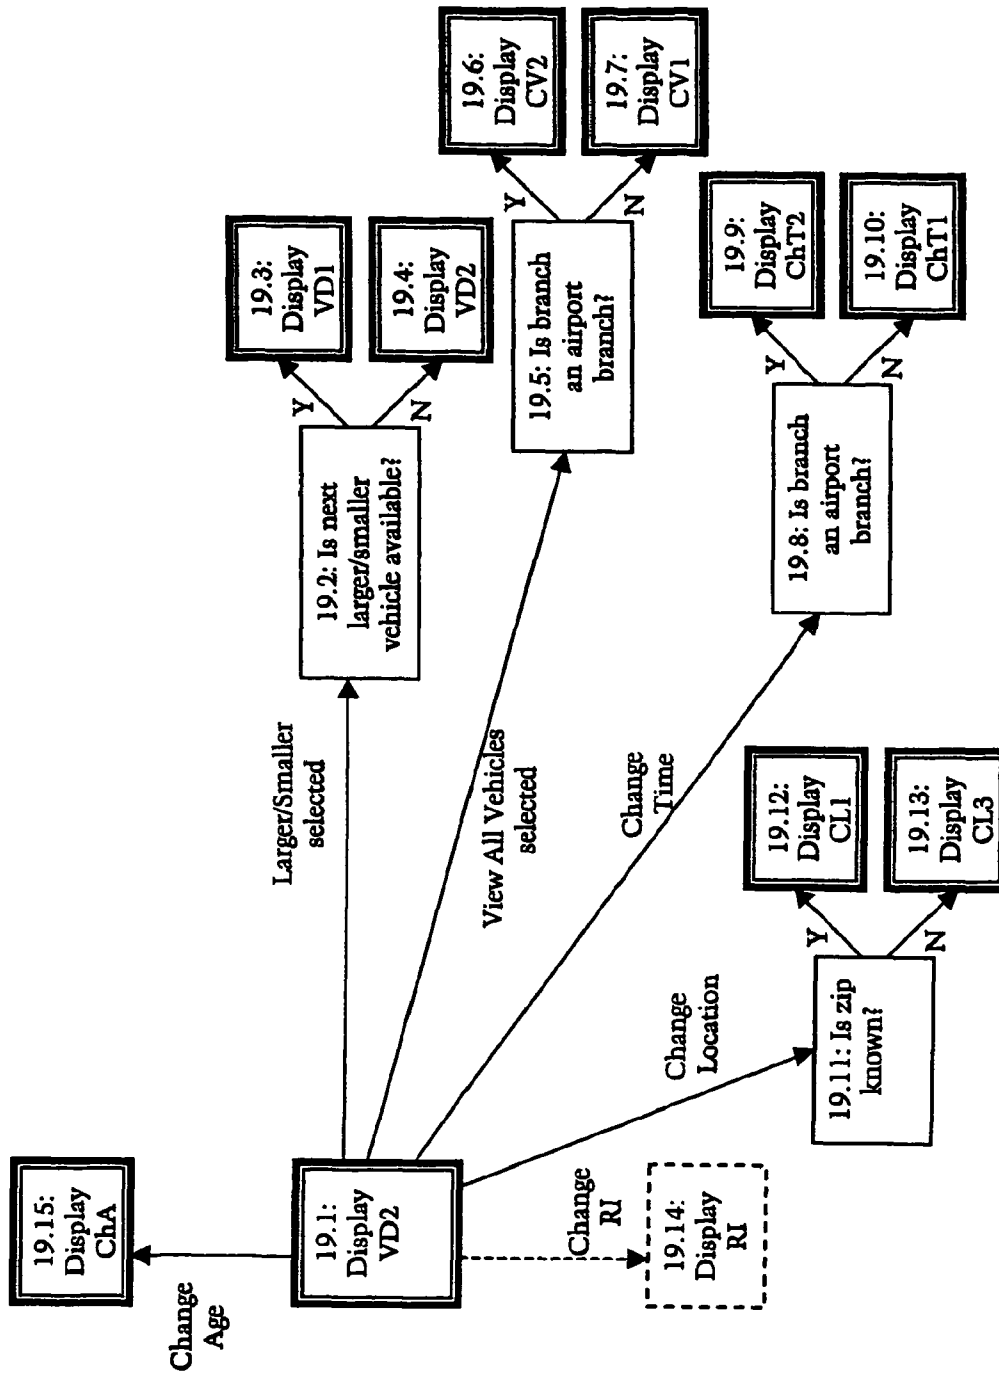 19.15:
Display
ChA
Change
Age
19.1:
Display
VD2
Change
RI
19.14:
Display
RI
Larger/Smaller
selected
19.2: Is next
larger/smaller
vehicle available?
Y
N
19.3:
Display
VD1
19.4:
Display
VD2
View All Vehicles
selected
19.5: Is branch
an airport
branch?
Y
N
19.6:
Display
CV2
19.7:
Display
CV1
Change
Time
19.8: Is branch
an airport
branch?
Y
N
19.9:
Display
ChT2
19.10:
Display
ChT1
Change
Location
19.11: Is zip
known?
Y
N
19.12:
Display
CL1
19.13:
Display
CL3